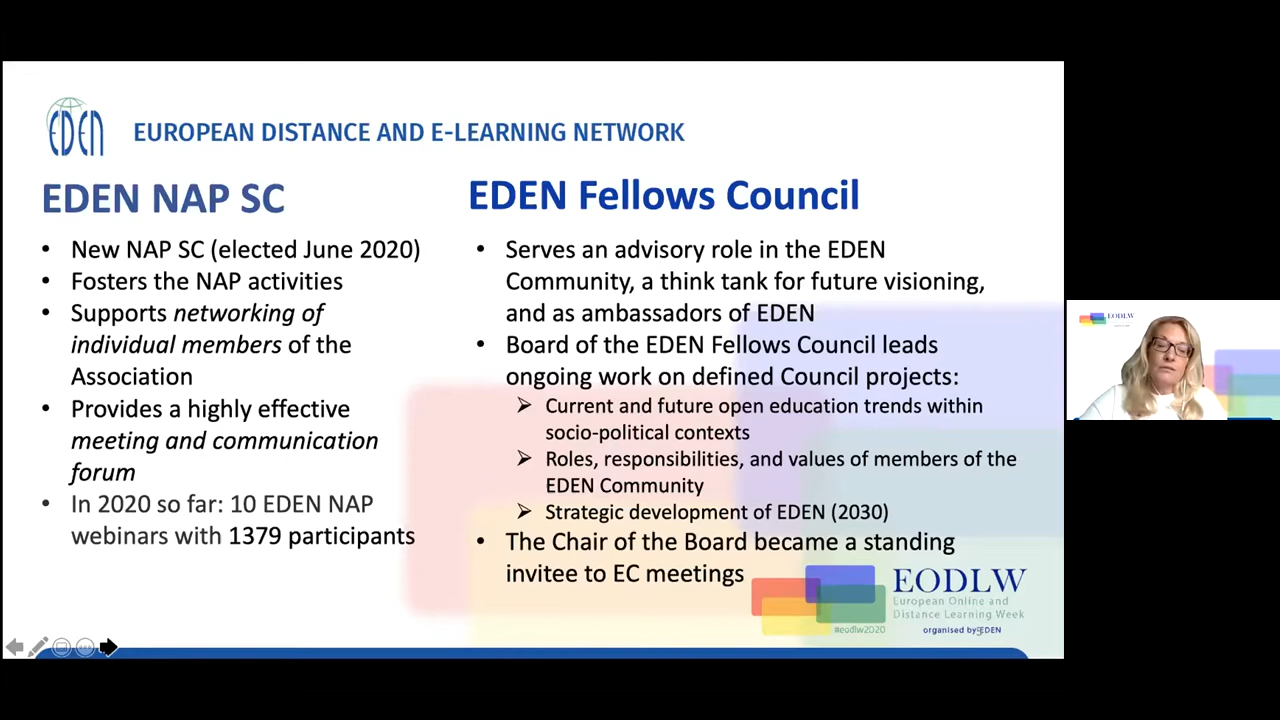 EDEN
EUROPEAN DISTANCE AND E-LEARNING NETWORK
EDEN NAP SC
• New NAP SC (elected June 2020)
• Fosters the NAP activities
• Supports networking of
individual members of the
Association
• Provides a highly effective
meeting and communication
forum
• In 2020 so far: 10 EDEN NAP
webinars with 1379 participants
EDEN Fellows Council
• Serves an advisory role in the EDEN
Community, a think tank for future visioning,
and as ambassadors of EDEN
• Board of the EDEN Fellows Council leads
ongoing work on defined Council projects:
➢ Current and future open education trends within
socio-political contexts
➢ Roles, responsibilities, and values of members of the
EDEN Community
➢ Strategic development of EDEN (2030)
• The Chair of the Board became a standing
invitee to EC meetings
EODLW
European Online and
Distance Learning Week
#eodlw2020
organised by EDEN
EODLW